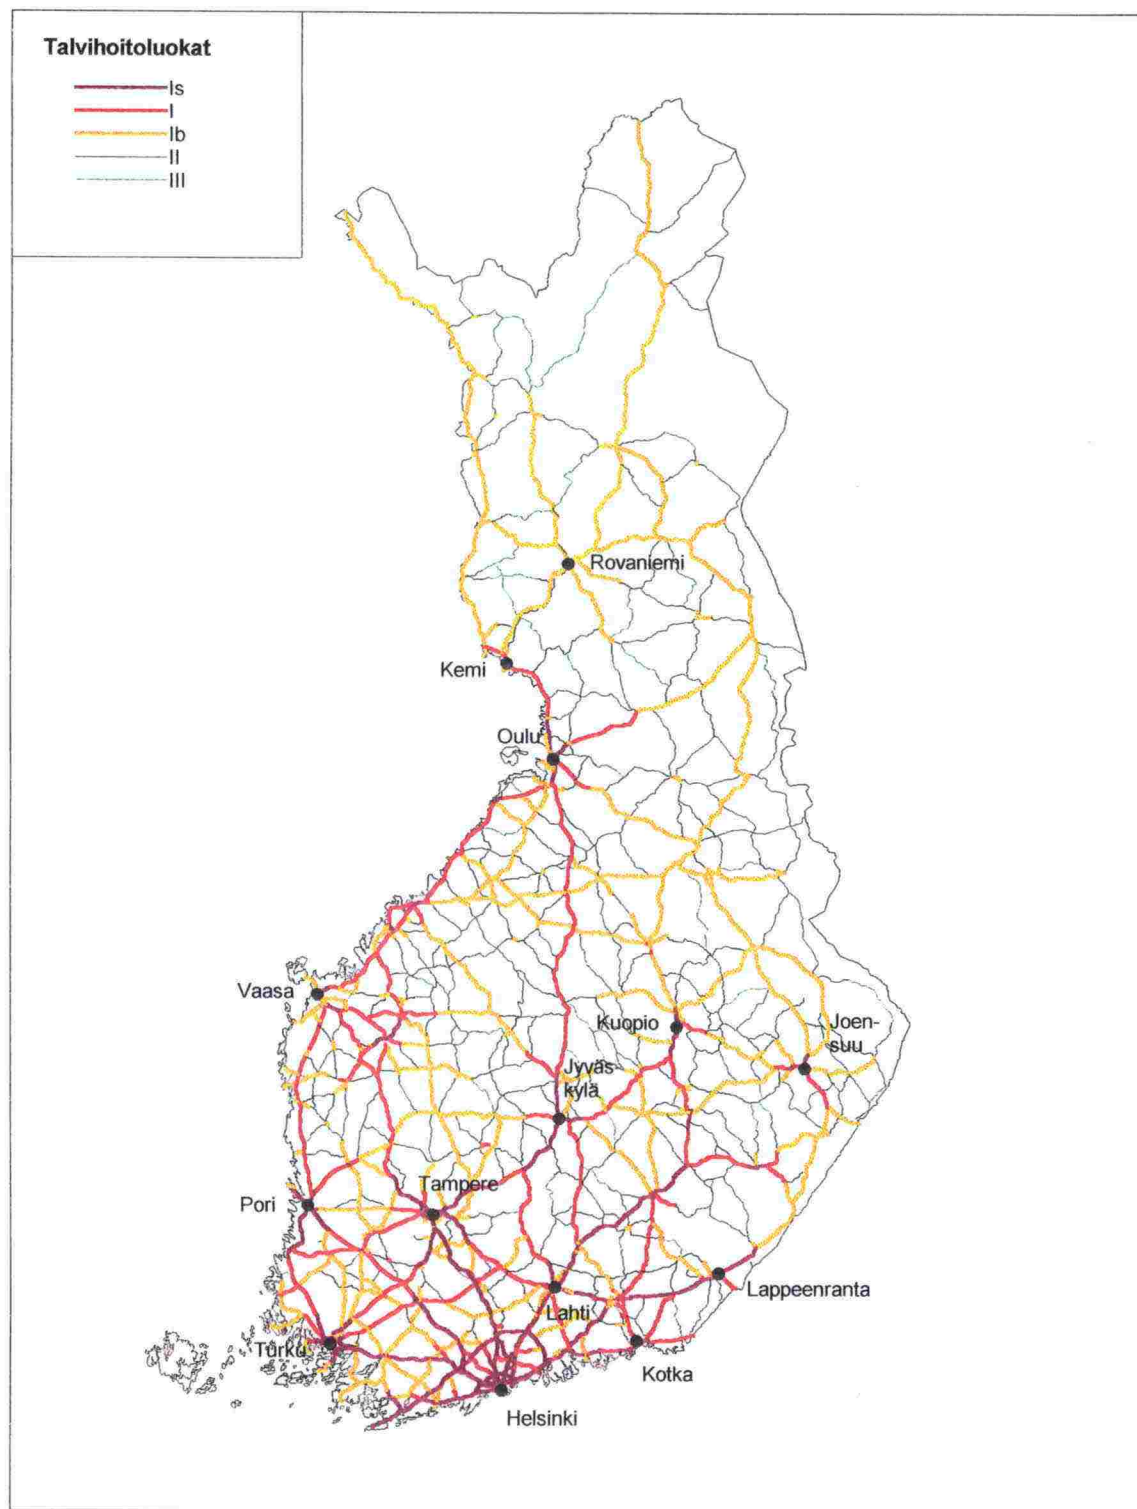 Talvihoitoluokat
Is
I
Ib
II
III
Rovaniemi
Kemi
Oulu
Vaasa
Kuopio
Joen-
suu
Jyväs-
kylä
Tampere
Pori
Lappeenranta
Lahti
Turku
Kotka
Helsinki